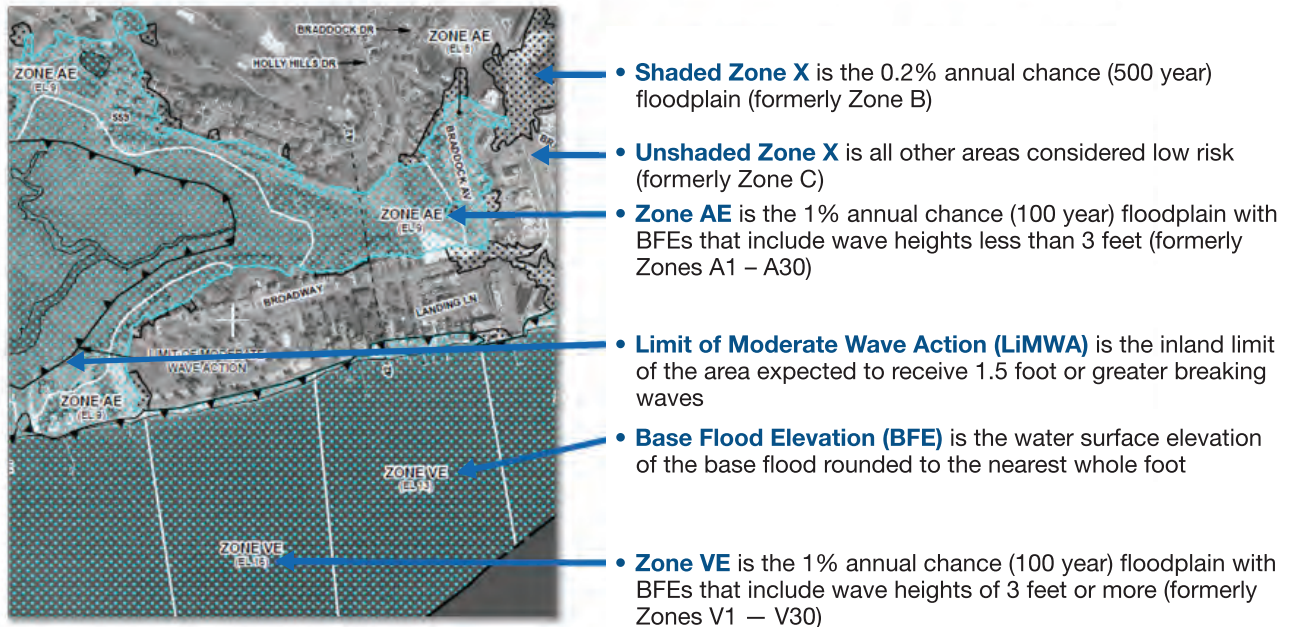 BRADDOCK DR
ZONE AE
HOLLY HILLS DR
ZONE AE
(EL 9)
BRADDOCK AV
ZONE AE
(EL 9)
BROADWAY
LANDING LN
LIMIT OF MODERATE
WAVE ACTION
ZONE AE
(EL 9)
ZONE VE
ZONE VE
• Shaded Zone X is the 0.2% annual chance (500 year)
floodplain (formerly Zone B)
• Unshaded Zone X is all other areas considered low risk
(formerly Zone C)
• Zone AE is the 1% annual chance (100 year) floodplain with
BFEs that include wave heights less than 3 feet (formerly
Zones A1 – A30)
• Limit of Moderate Wave Action (LiMWA) is the inland limit
of the area expected to receive 1.5 foot or greater breaking
waves
• Base Flood Elevation (BFE) is the water surface elevation
of the base flood rounded to the nearest whole foot
• Zone VE is the 1% annual chance (100 year) floodplain with
BFEs that include wave heights of 3 feet or more (formerly
Zones V1 — V30)